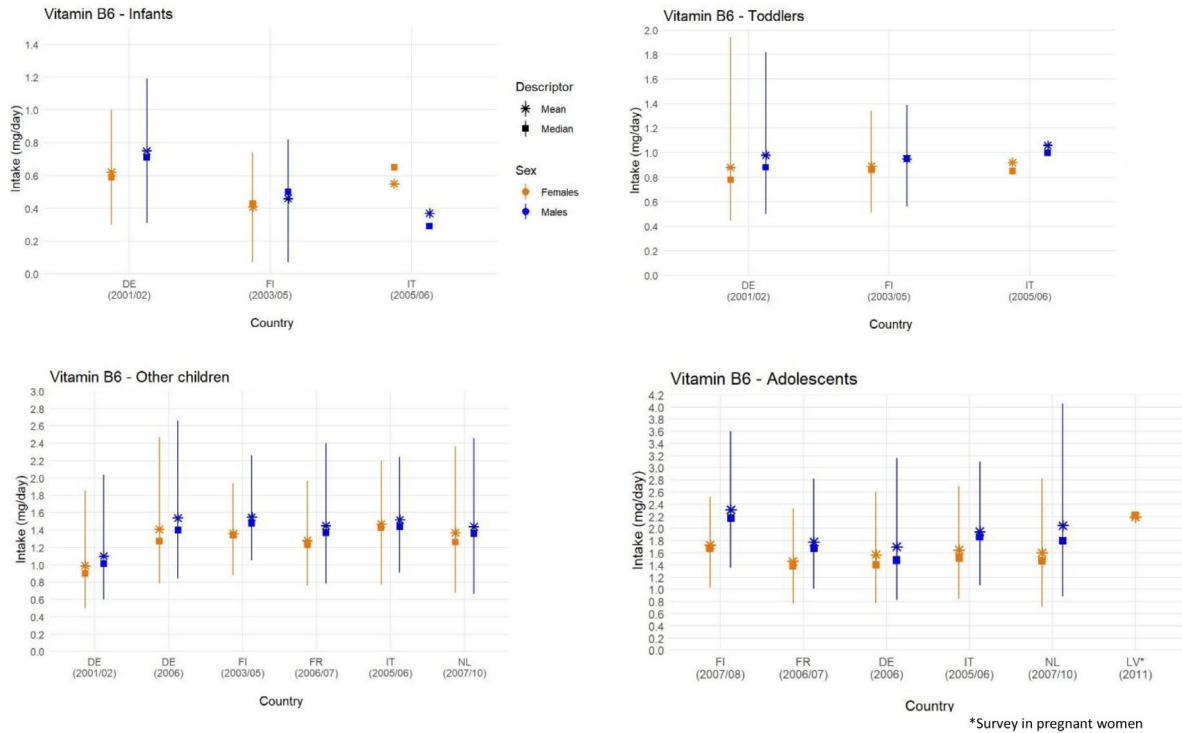 Vitamin B6 - Infants
Intake (mg/day)
1.4
1.2
1.0
0.8
0.6
0.4
0.2
0.0
DE
(2001/02)
FI
(2003/05)
IT
(2005/06)
Country
Descriptor
Mean
Median
Sex
Females
Males
Vitamin B6 - Toddlers
Intake (mg/day)
2.0
1.8
1.6
1.4
1.2
1.0
0.8
0.6
0.4
0.2
0.0
DE
(2001/02)
FI
(2003/05)
IT
(2005/06)
Country
Vitamin B6 - Other children
Intake (mg/day)
3.0
2.8
2.6
2.4
2.2
2.0
1.8
1.6
1.4
1.2
1.0
0.8
0.6
0.4
0.2
0.0
DE
(2001/02)
DE
(2006)
FI
(2003/05)
FR
(2006/07)
IT
(2005/06)
NL
(2007/10)
Country
Vitamin B6 - Adolescents
Intake (mg/day)
4.2
4.0
3.8
3.6
3.4
3.2
3.0
2.8
2.6
2.4
2.2
2.0
1.8
1.6
1.4
1.2
1.0
0.8
0.6
0.4
0.2
0.0
FI
(2007/08)
FR
(2006/07)
DE
(2006)
IT
(2005/06)
NL
(2007/10)
LV*
(2011)
Country
*Survey in pregnant women